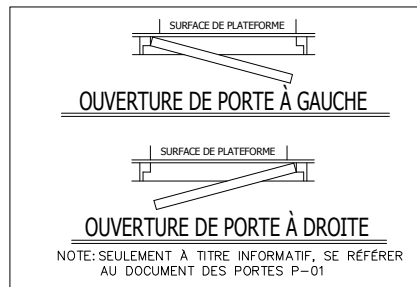 SURFACE DE PLATEFORME
OUVERTURE DE PORTE À GAUCHE
SURFACE DE PLATEFORME
OUVERTURE DE PORTE À DROITE
NOTE: SEULEMENT À TITRE INFORMATIF, SE RÉFÉRER
AU DOCUMENT DES PORTES P-01